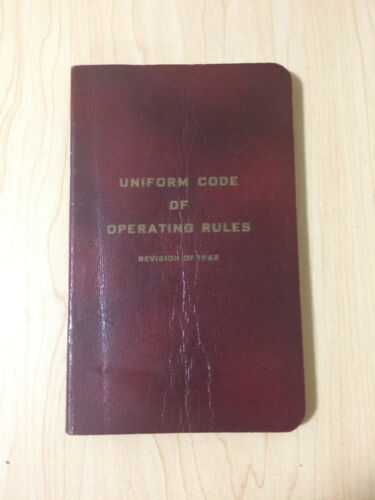 UNIFORM CODE
OF
OPERATING RULES
REVISION OF 1962